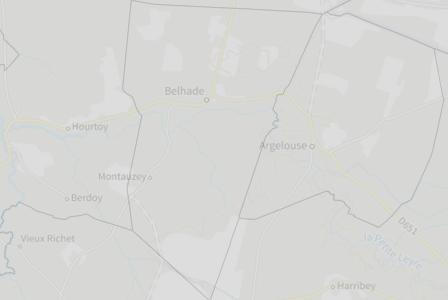 Belhade
Hourtoy
Argelouse
Montauzey
Berdoy
D651
Vieux Richet
la Petite Leyre
Harribey